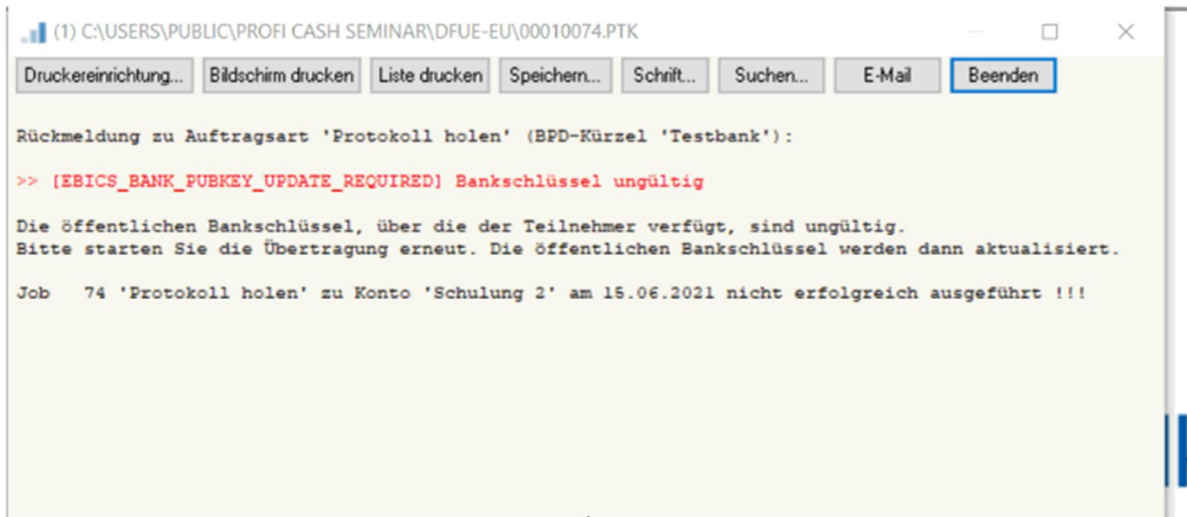 (1) C:\USERS\PUBLIC\PROFI CASH SEMINAR\DFUE-EU\00010074.PTK
Druckereinrichtung... Bildschirm drucken Liste drucken Speichern... Schrift... Suchen... E-Mail Beenden
Rückmeldung zu Auftragsart 'Protokoll holen' (BPD-Kürzel 'Testbank'):
>> [EBICS_BANK_PUBKEY_UPDATE_REQUIRED] Bankschlüssel ungültig
Die öffentlichen Bankschlüssel, über die der Teilnehmer verfügt, sind ungültig.
Bitte starten Sie die Übertragung erneut. Die öffentlichen Bankschlüssel werden dann aktualisiert.
Job 74 'Protokoll holen' zu Konto 'Schulung 2' am 15.06.2021 nicht erfolgreich ausgeführt !!!